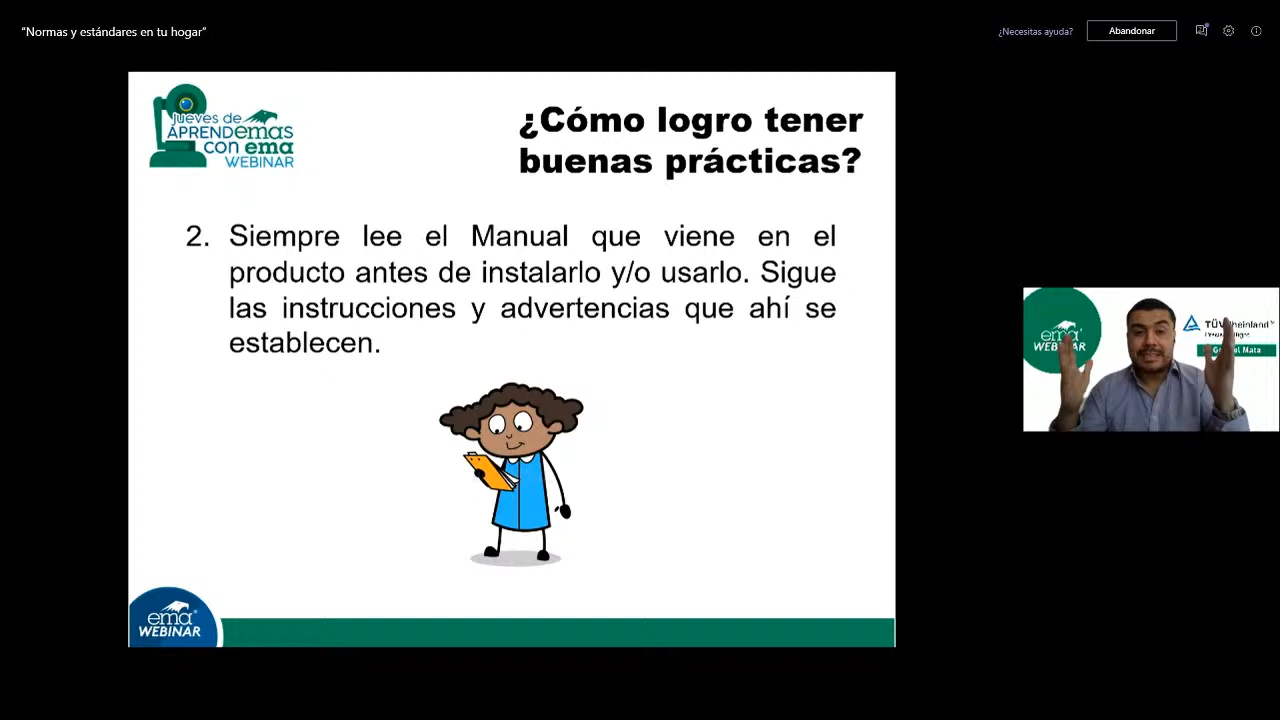 “Normas y estándares en tu hogar”
¿Necesitas ayuda?
Abandonar
jueves de
APRENDEMAS
con ema
WEBINAR
¿Cómo logro tener
buenas prácticas?
2. Siempre lee el Manual que viene en el
producto antes de instalarlo y/o usarlo. Sigue
las instrucciones y advertencias que ahí se
establecen.
ema
WEBINAR
TÜVRheinland
Mata
ema
WEBINAR